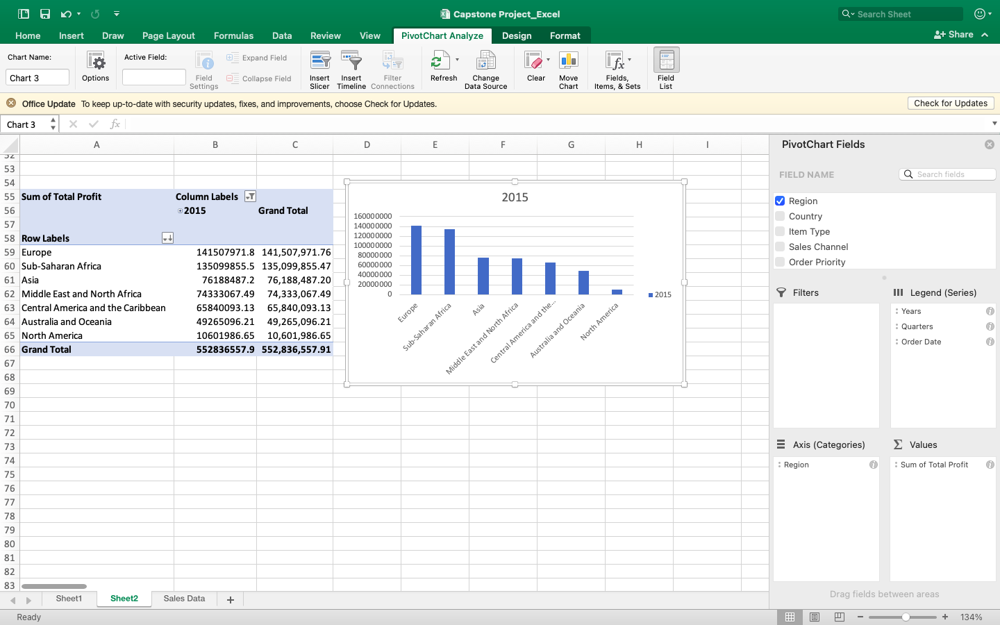 Capstone Project_Excel
Search Sheet
Home Insert Draw Page Layout Formulas Data Review View PivotChart Analyze Design Format Share
Chart Name:
Chart 3
Options
Active Field:
Field Settings
Expand Field
Collapse Field
Insert Slicer
Insert Timeline
Filter Connections
Refresh
Change Data Source
Clear
Move Chart
Fields, Items, & Sets
Field List
Office Update To keep up-to-date with security updates, fixes, and improvements, choose Check for Updates.
Check for Updates
Chart 3
fx
A B C D E F G H I
52
53
54
55 Sum of Total Profit Column Labels
56 2015 Grand Total
57
58 Row Labels
59 Europe 141507971.8 141,507,971.76
60 Sub-Saharan Africa 135099855.5 135,099,855.47
61 Asia 76188487.2 76,188,487.20
62 Middle East and North Africa 74333067.49 74,333,067.49
63 Central America and the Caribbean 65840093.13 65,840,093.13
64 Australia and Oceania 49265096.21 49,265,096.21
65 North America 10601986.65 10,601,986.65
66 Grand Total 552836557.9 552,836,557.91
67
68
69
70
71
72
73
74
75
76
77
78
79
80
81
82
83
2015
160000000
140000000
120000000
100000000
80000000
60000000
40000000
20000000
0
Europe
Sub-Saharan Africa
Asia
Middle East and North Africa
Central America and the...
Australia and Oceania
North America
2015
PivotChart Fields
FIELD NAME
Search fields
Region
Country
Item Type
Sales Channel
Order Priority
Filters
Legend (Series)
Years
Quarters
Order Date
Axis (Categories)
Region
Values
Sum of Total Profit
Drag fields between areas
Sheet1 Sheet2 Sales Data +
Ready
134%